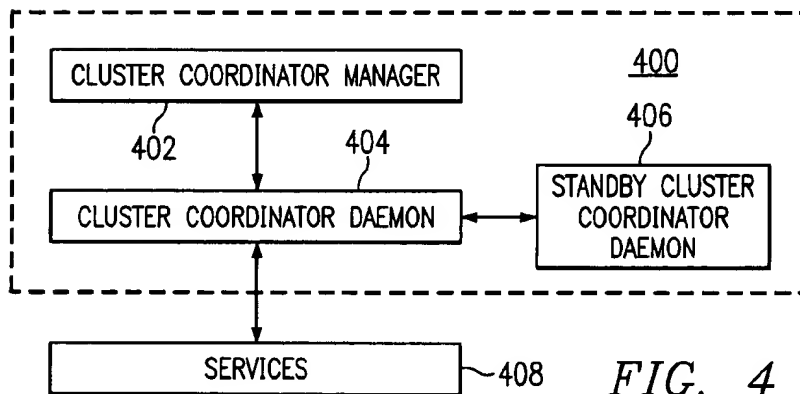 CLUSTER COORDINATOR MANAGER
400
402
404
406
CLUSTER COORDINATOR DAEMON
STANDBY CLUSTER
COORDINATOR
DAEMON
SERVICES
408
FIG. 4